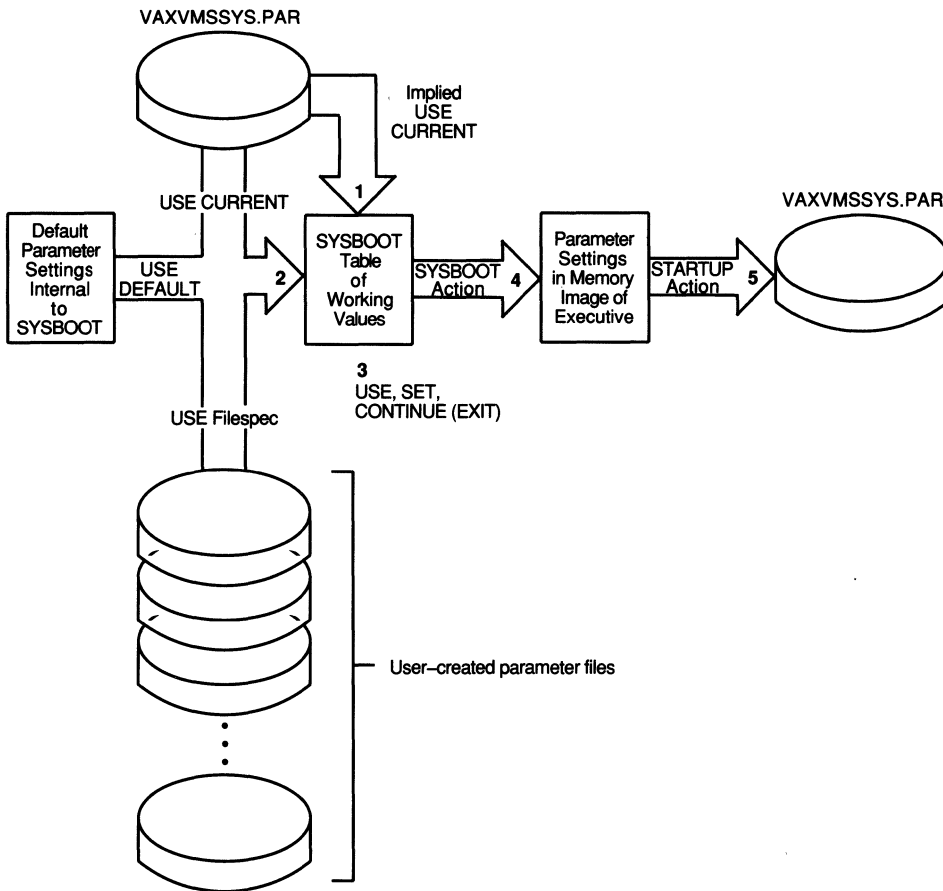 VAXVMSSYS.PAR
Implied
USE
CURRENT
1
USE CURRENT
VAXVMSSYS.PAR
Default
Parameter
Settings
Internal
to
SYSBOOT
USE
DEFAULT
2
SYSBOOT
Table
of
Working
Values
SYSBOOT
Action
4
Parameter
Settings
in Memory
Image of
Executive
STARTUP
Action
5
3
USE, SET,
CONTINUE (EXIT)
USE Filespec
User–created parameter files